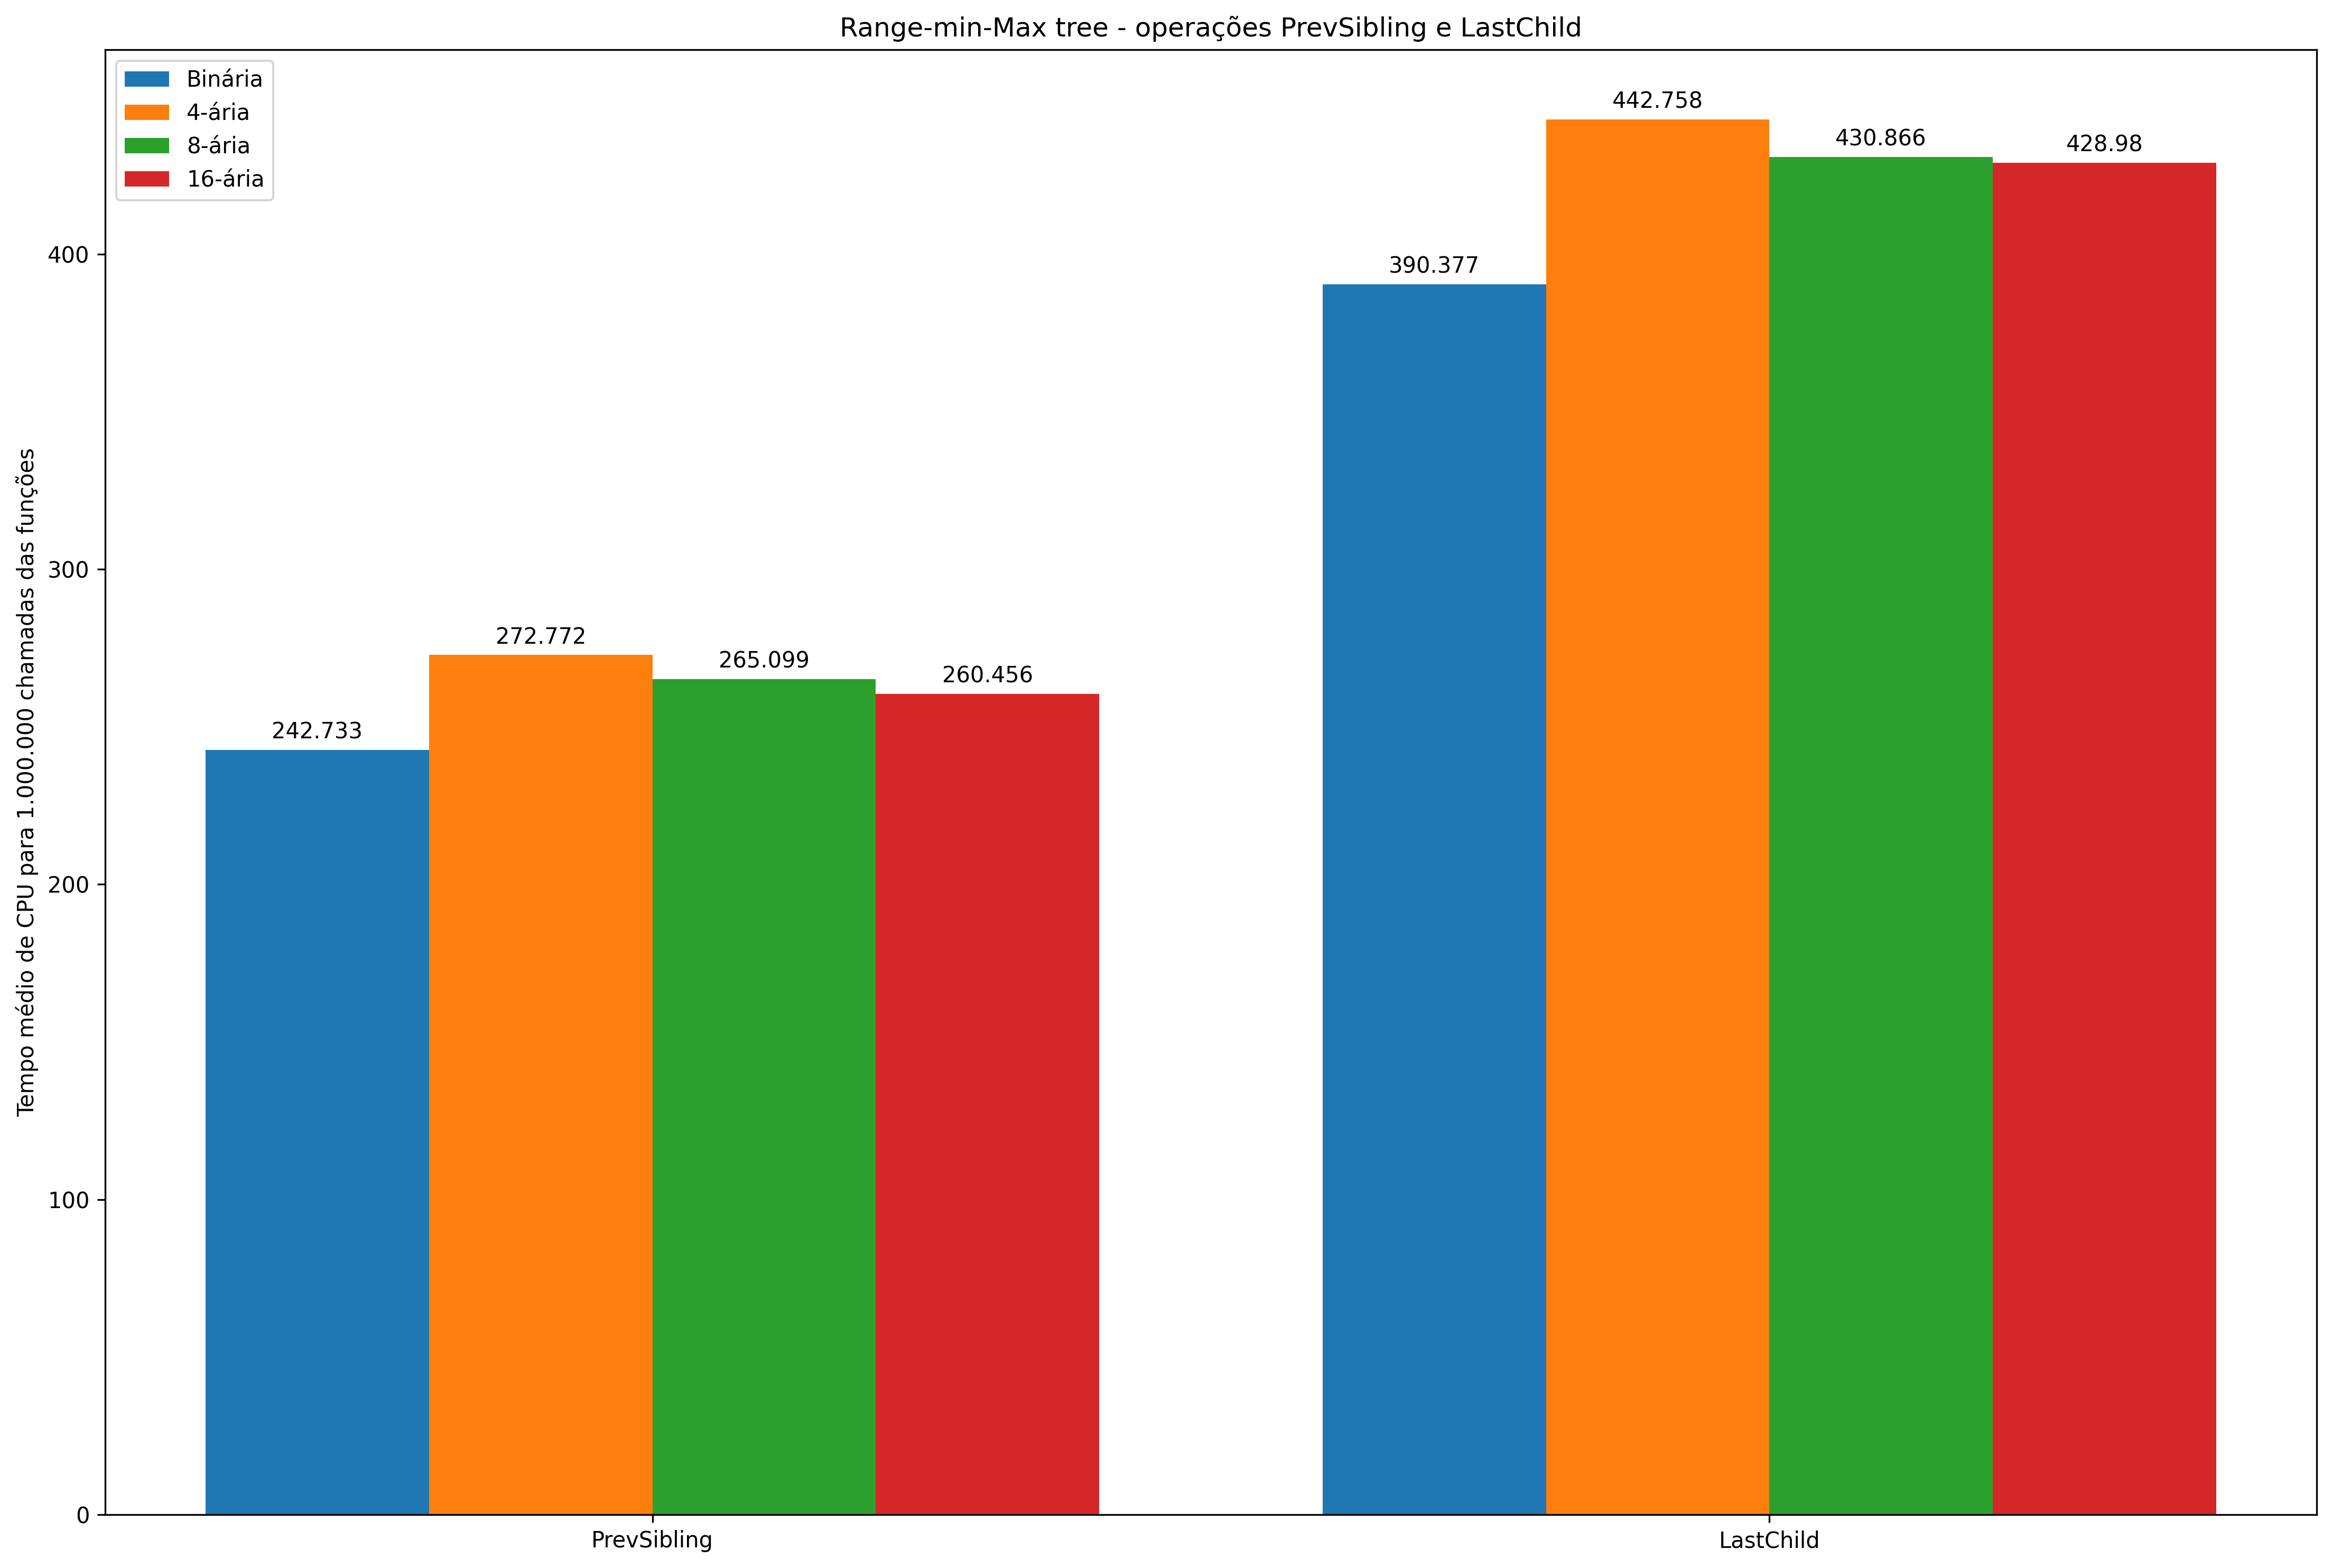 Range-min-Max tree - operações PrevSibling e LastChild
Binária
4-ária
8-ária
16-ária
Tempo médio de CPU para 1.000.000 chamadas das funções
400
300
200
100
0
242.733
272.772
265.099
260.456
390.377
442.758
430.866
428.98
PrevSibling
LastChild